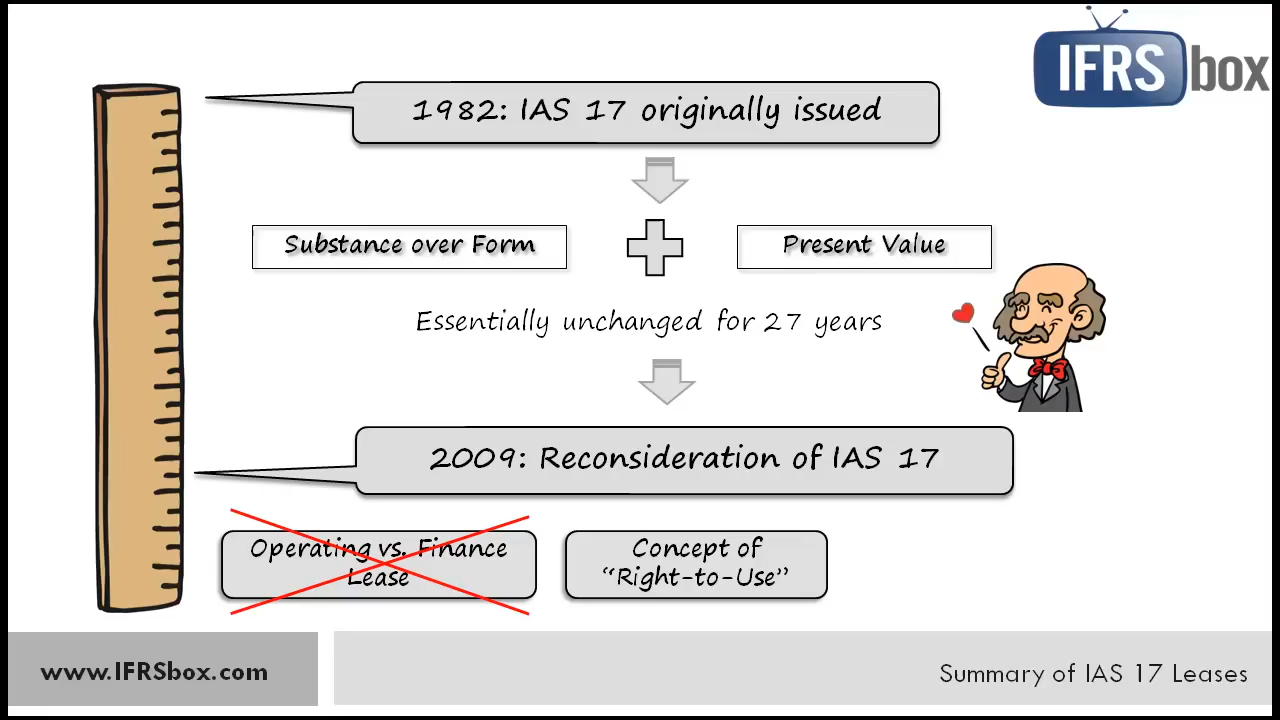 IFRS box
1982: IAS 17 originally issued
Substance over Form
Present Value
Essentially unchanged for 27 years
2009: Reconsideration of IAS 17
Operating vs. Finance
Lease
Concept of
“Right-to-Use”
www.IFRSbox.com
Summary of IAS 17 Leases